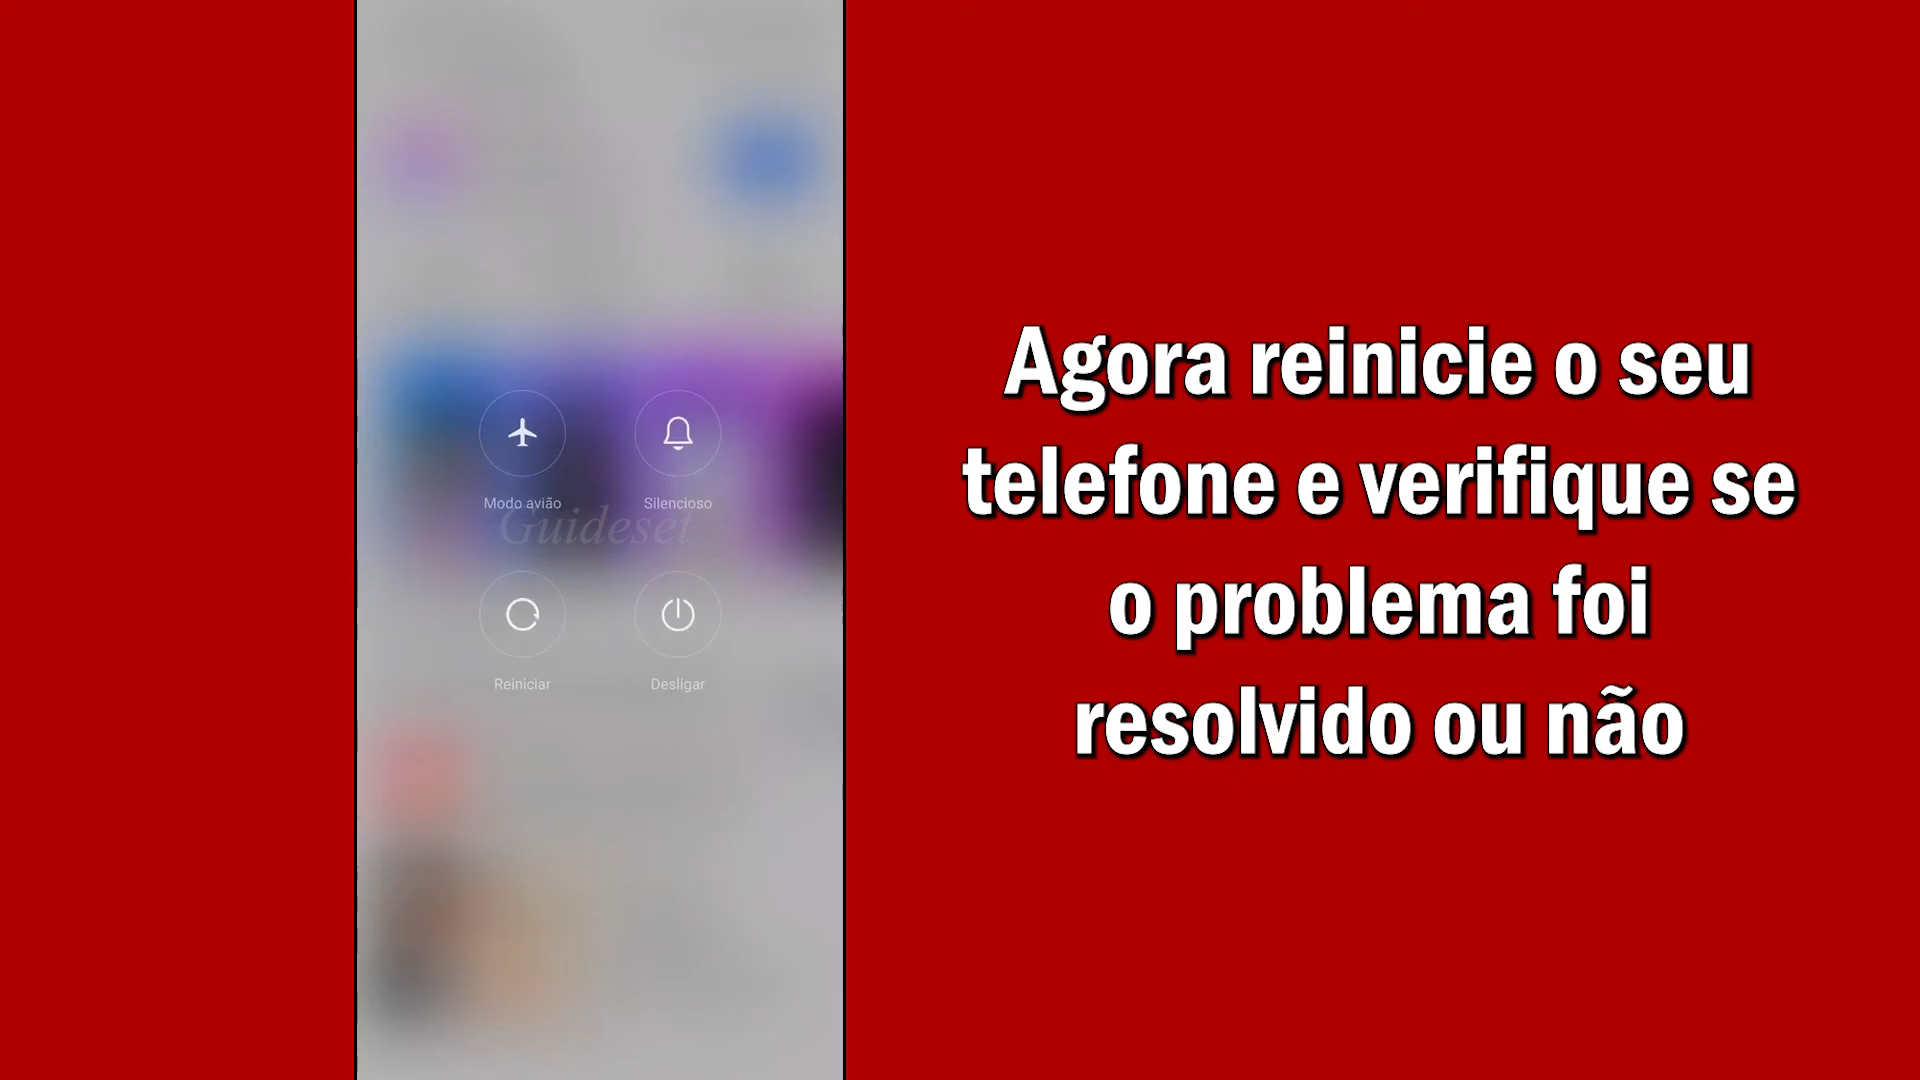 Modo avião
Silencioso
Guideset
Reiniciar
Desligar
Agora reinicie o seu
telefone e verifique se
o problema foi
resolvido ou não